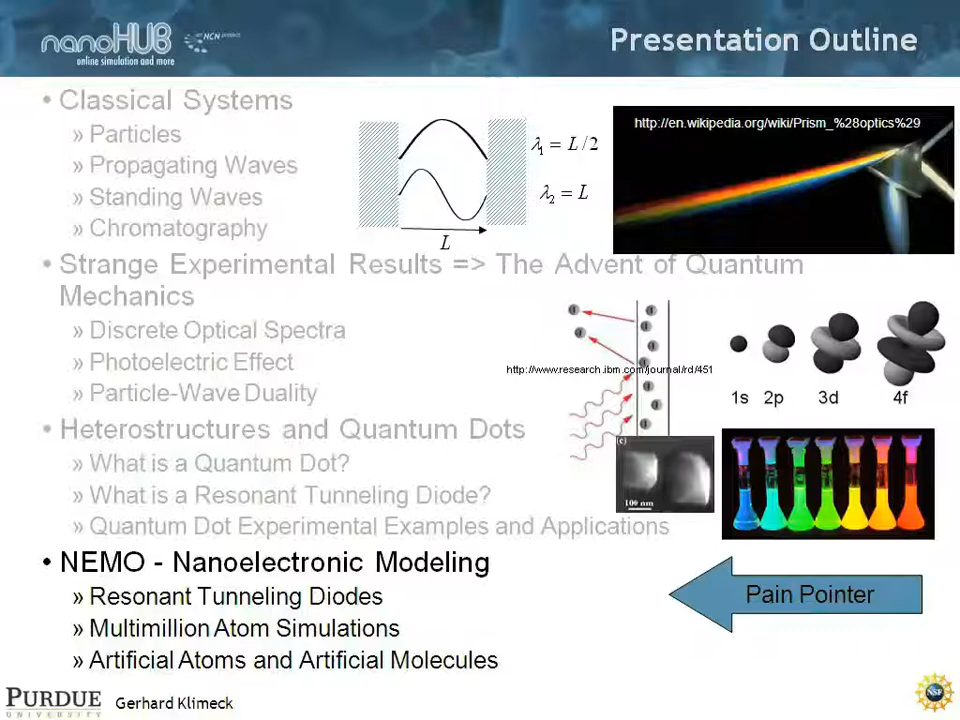 nanoHUB
an NCN project
online simulation and more
Presentation Outline
• Classical Systems
» Particles
» Propagating Waves
» Standing Waves
» Chromatography
λ1 = L / 2
λ2 = L
L
http://en.wikipedia.org/wiki/Prism_%28optics%29
• Strange Experimental Results => The Advent of Quantum
Mechanics
» Discrete Optical Spectra
» Photoelectric Effect
» Particle-Wave Duality
http://www.research.ibm.com/journal/rd/451
1s 2p 3d 4f
• Heterostructures and Quantum Dots
» What is a Quantum Dot?
» What is a Resonant Tunneling Diode?
» Quantum Dot Experimental Examples and Applications
(c)
100 nm
• NEMO - Nanoelectronic Modeling
» Resonant Tunneling Diodes
» Multimillion Atom Simulations
» Artificial Atoms and Artificial Molecules
Pain Pointer
PURDUE
UNIVERSITY
Gerhard Klimeck
NSF